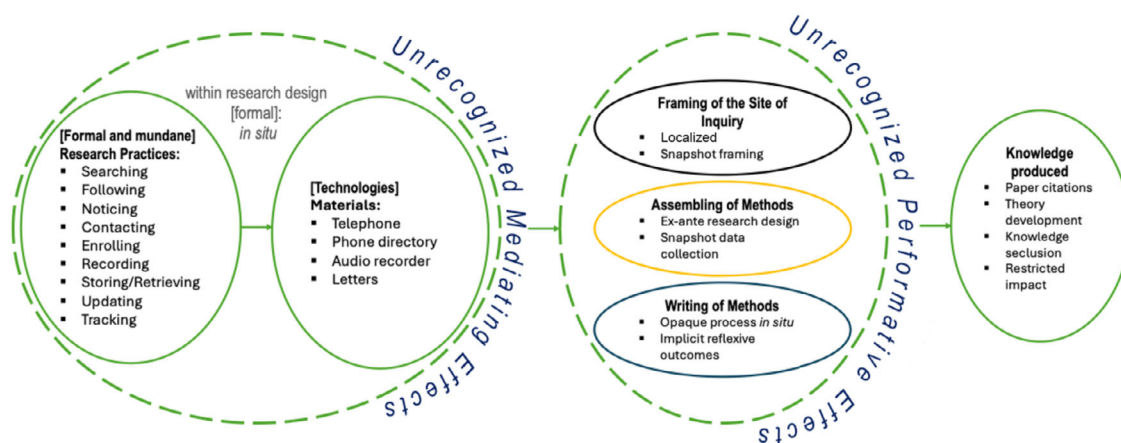 within research design
[formal]:
in situ
[Formal and mundane]
Research Practices:
▪ Searching
▪ Following
▪ Noticing
▪ Contacting
▪ Enrolling
▪ Recording
▪ Storing/Retrieving
▪ Updating
▪ Tracking
[Technologies]
Materials:
▪ Telephone
▪ Phone directory
▪ Audio recorder
▪ Letters
Unrecognized Mediating Effects
Framing of the Site of
Inquiry
▪ Localized
▪ Snapshot framing
Assembling of Methods
▪ Ex-ante research design
▪ Snapshot data
collection
Writing of Methods
▪ Opaque process in situ
▪ Implicit reflexive
outcomes
Unrecognized Performative Effects
Knowledge
produced
▪ Paper citations
▪ Theory
development
▪ Knowledge
seclusion
▪ Restricted
impact